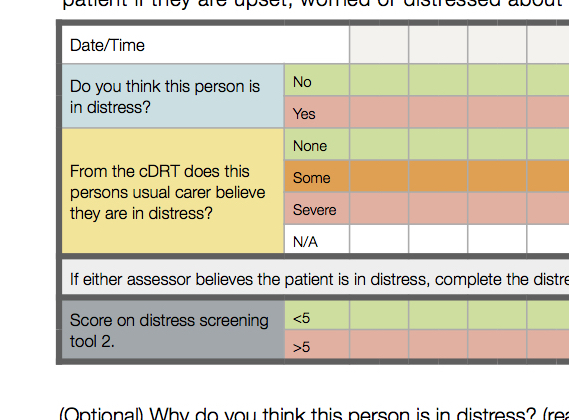 patient if they are upset, worried or distressed about
Date/Time
Do you think this person is
in distress?
No
Yes
From the cDRT does this
persons usual carer believe
they are in distress?
None
Some
Severe
N/A
If either assessor believes the patient is in distress, complete the distre
Score on distress screening
tool 2.
<5
>5
(Optional) Why do you think this person is in distress? (rea